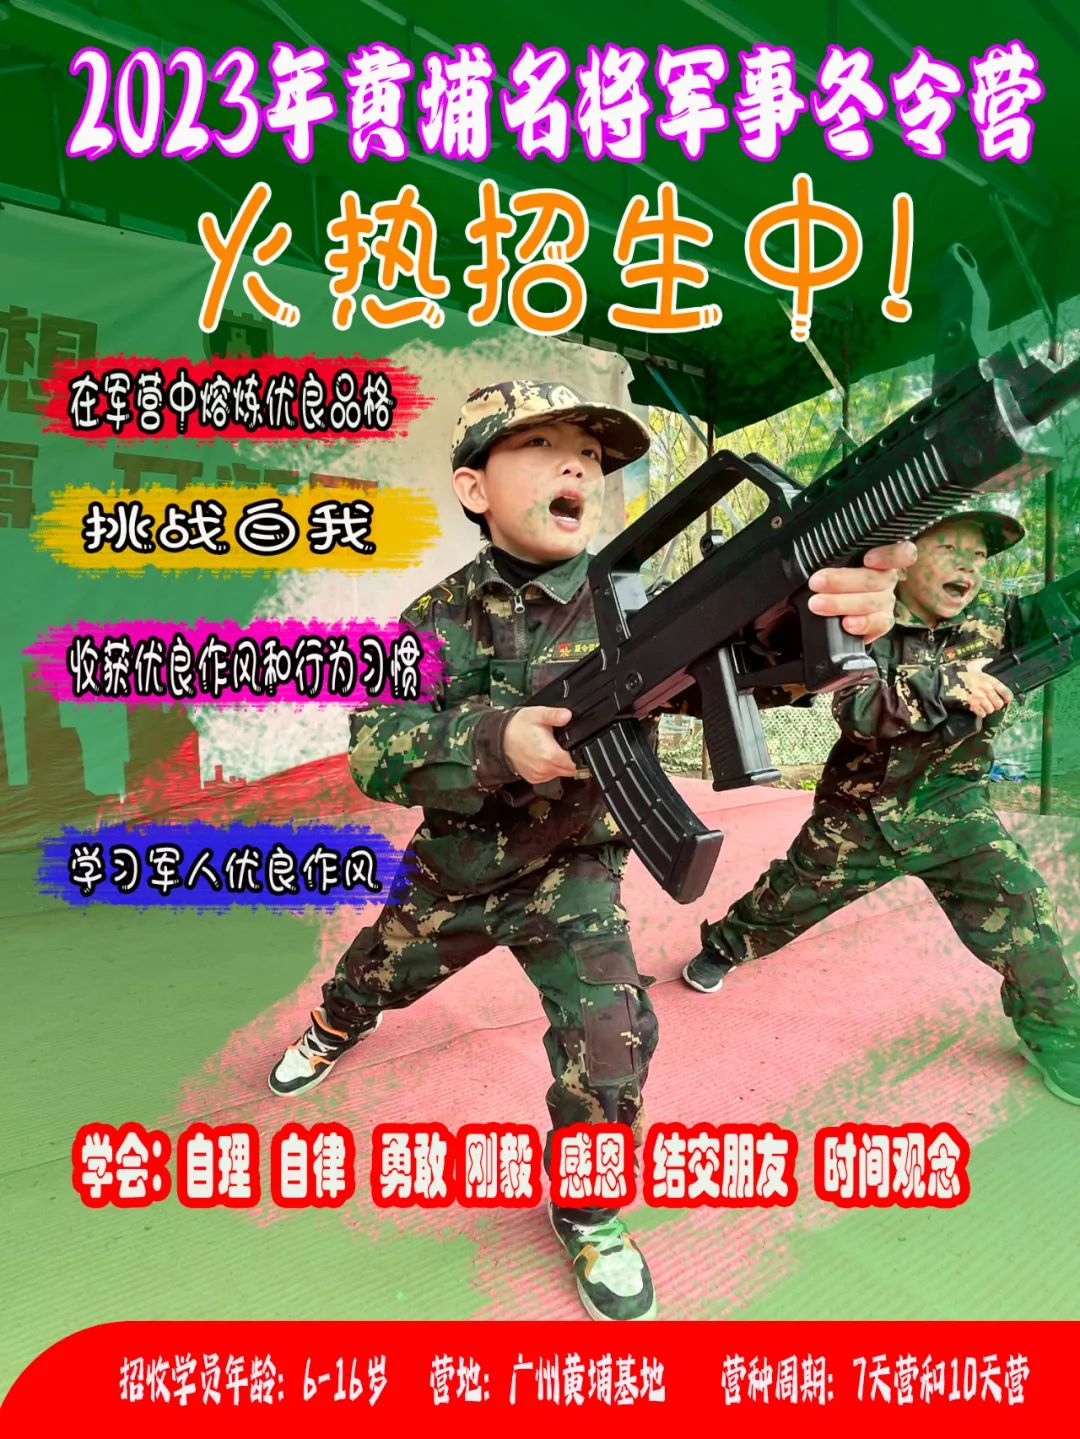 2023年黄埔名将军事冬令营
火热招生中!
在军营中熔炼优良品格
挑战自我
收获优良作风和行为习惯
学习军人优良作风
学会: 自理 自律 勇敢 刚毅 感恩 结交朋友 时间观念
招收学员年龄: 6-16岁 营地: 广州黄埔基地 营种周期: 7天营和10天营